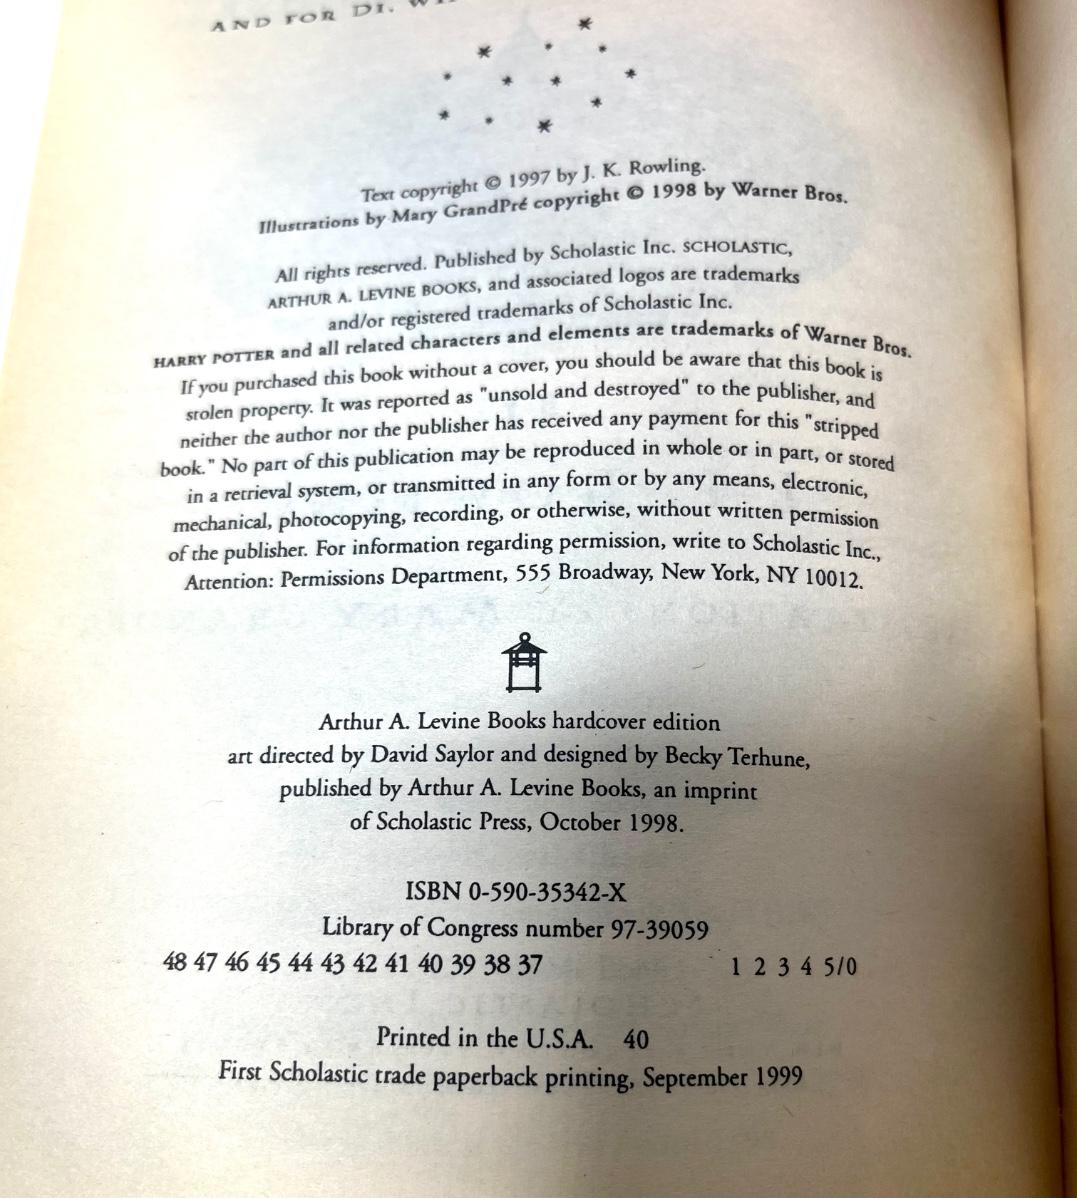 AND FOR DI,
Text copyright © 1997 by J. K. Rowling.
Illustrations by Mary GrandPré copyright © 1998 by Warner Bros.
All rights reserved. Published by Scholastic Inc. SCHOLASTIC,
ARTHUR A. LEVINE BOOKS, and associated logos are trademarks
and/or registered trademarks of Scholastic Inc.
HARRY POTTER and all related characters and elements are trademarks of Warner Bros.
If you purchased this book without a cover, you should be aware that this book is
stolen property. It was reported as "unsold and destroyed" to the publisher, and
neither the author nor the publisher has received any payment for this "stripped
book." No part of this publication may be reproduced in whole or in part, or stored
in a retrieval system, or transmitted in any form or by any means, electronic,
mechanical, photocopying, recording, or otherwise, without written permission
of the publisher. For information regarding permission, write to Scholastic Inc.,
Attention: Permissions Department, 555 Broadway, New York, NY 10012.
Arthur A. Levine Books hardcover edition
art directed by David Saylor and designed by Becky Terhune,
published by Arthur A. Levine Books, an imprint
of Scholastic Press, October 1998.
ISBN 0-590-35342-X
Library of Congress number 97-39059
48 47 46 45 44 43 42 41 40 39 38 37 1 2 3 4 5/0
Printed in the U.S.A. 40
First Scholastic trade paperback printing, September 1999